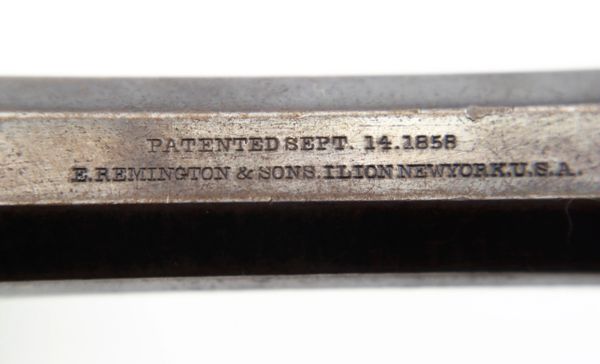 PATENTED SEPT. 14.1858
E.REMINGTON & SONS.ILION NEWYORK.U.S.A.